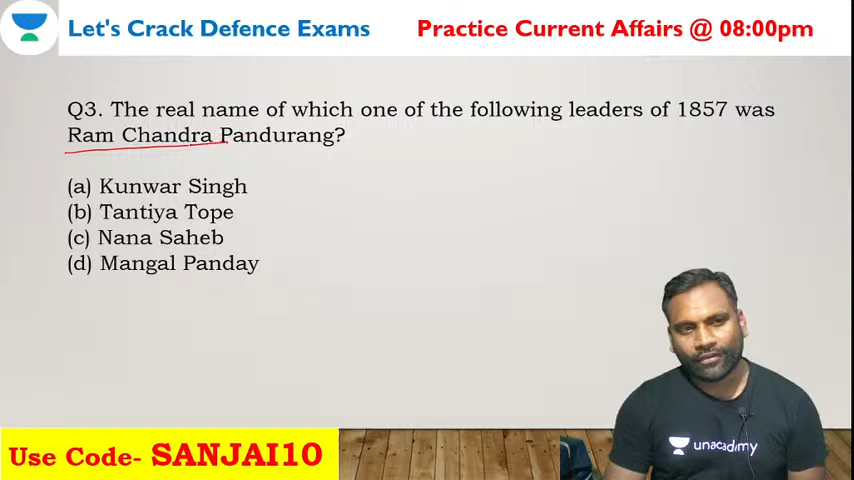 Let's Crack Defence Exams
Practice Current Affairs @ 08:00pm
Q3. The real name of which one of the following leaders of 1857 was
Ram Chandra Pandurang?
(a) Kunwar Singh
(b) Tantiya Tope
(c) Nana Saheb
(d) Mangal Panday
unacademy
Use Code- SANJAI10